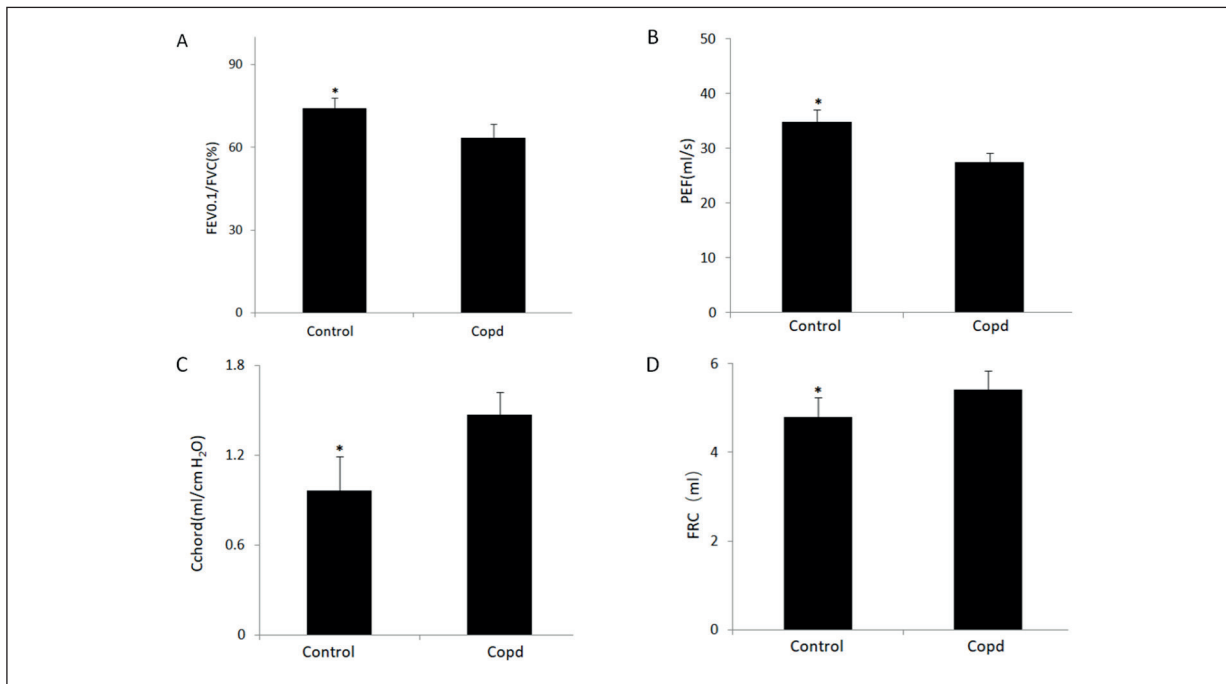 A
90
60
30
0
FEV0.1/FVC(%)
*
Control
Copd
B
50
40
30
20
10
0
PEF(ml/s)
*
Control
Copd
C
1.8
1.2
0.6
0
Cchord(ml/cm H₂O)
*
Control
Copd
D
6
4
2
0
FRC (ml)
*
Control
Copd